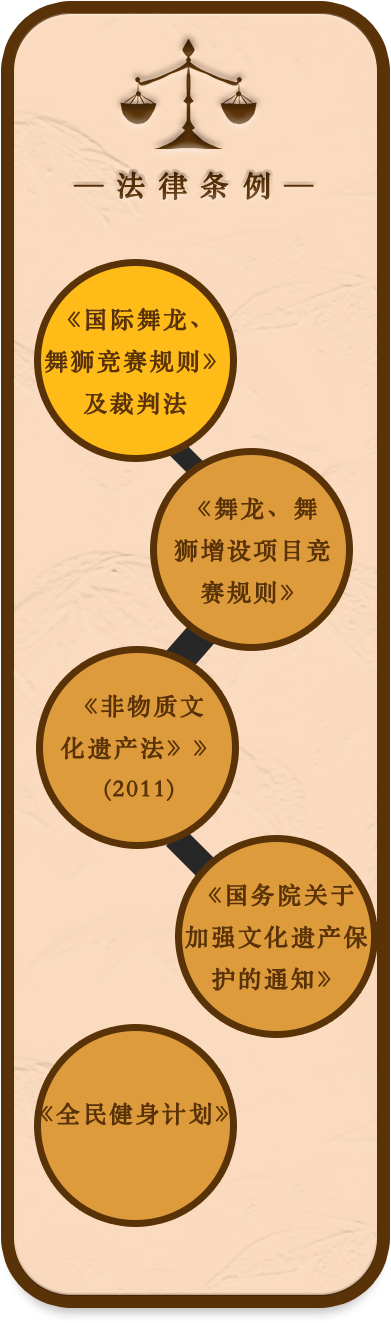 — 法律条例 —
《国际舞龙、
舞狮竞赛规则》
及裁判法
《舞龙、舞
狮增设项目竞
赛规则》
《非物质文
化遗产法》》
(2011)
《国务院关于
加强文化遗产保
护的通知》
《全民健身计划》